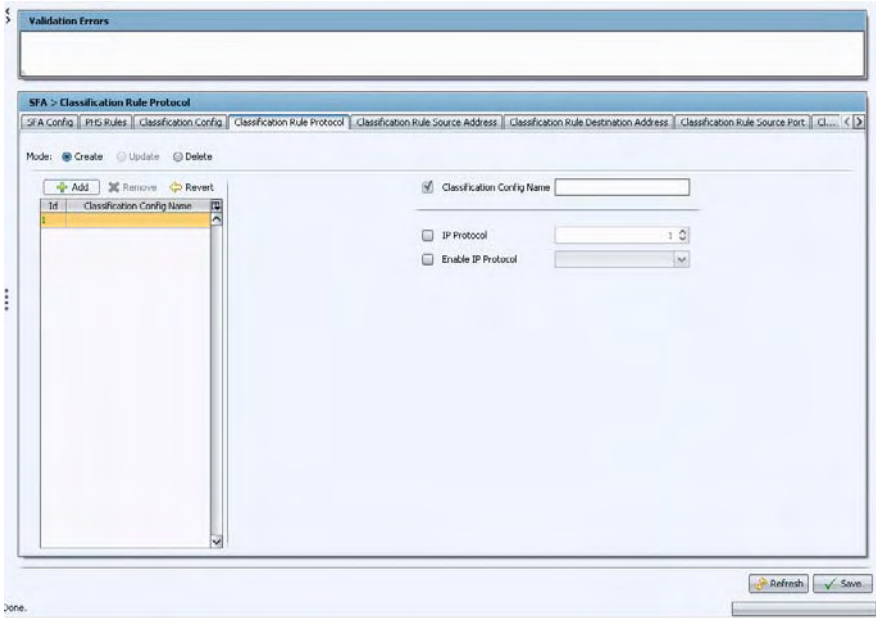 Validation Errors
SFA > Classification Rule Protocol
SFA Config PHS Rules Classification Config Classification Rule Protocol Classification Rule Source Address Classification Rule Destination Address Classification Rule Source Port Cl...
Mode: Create Update Delete
Add Remove Revert
Id Classification Config Name
1
Classification Config Name
IP Protocol 1
Enable IP Protocol
Refresh Save
Done.